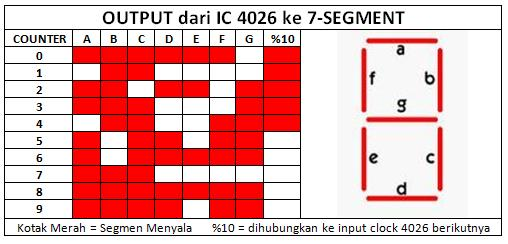 OUTPUT dari IC 4026 ke 7-SEGMENT
COUNTER A B C D E F G %10
0
1
2
3
4
5
6
7
8
9
a
f b
g
e c
d
Kotak Merah = Segmen Menyala %10 = dihubungkan ke input clock 4026 berikutnya